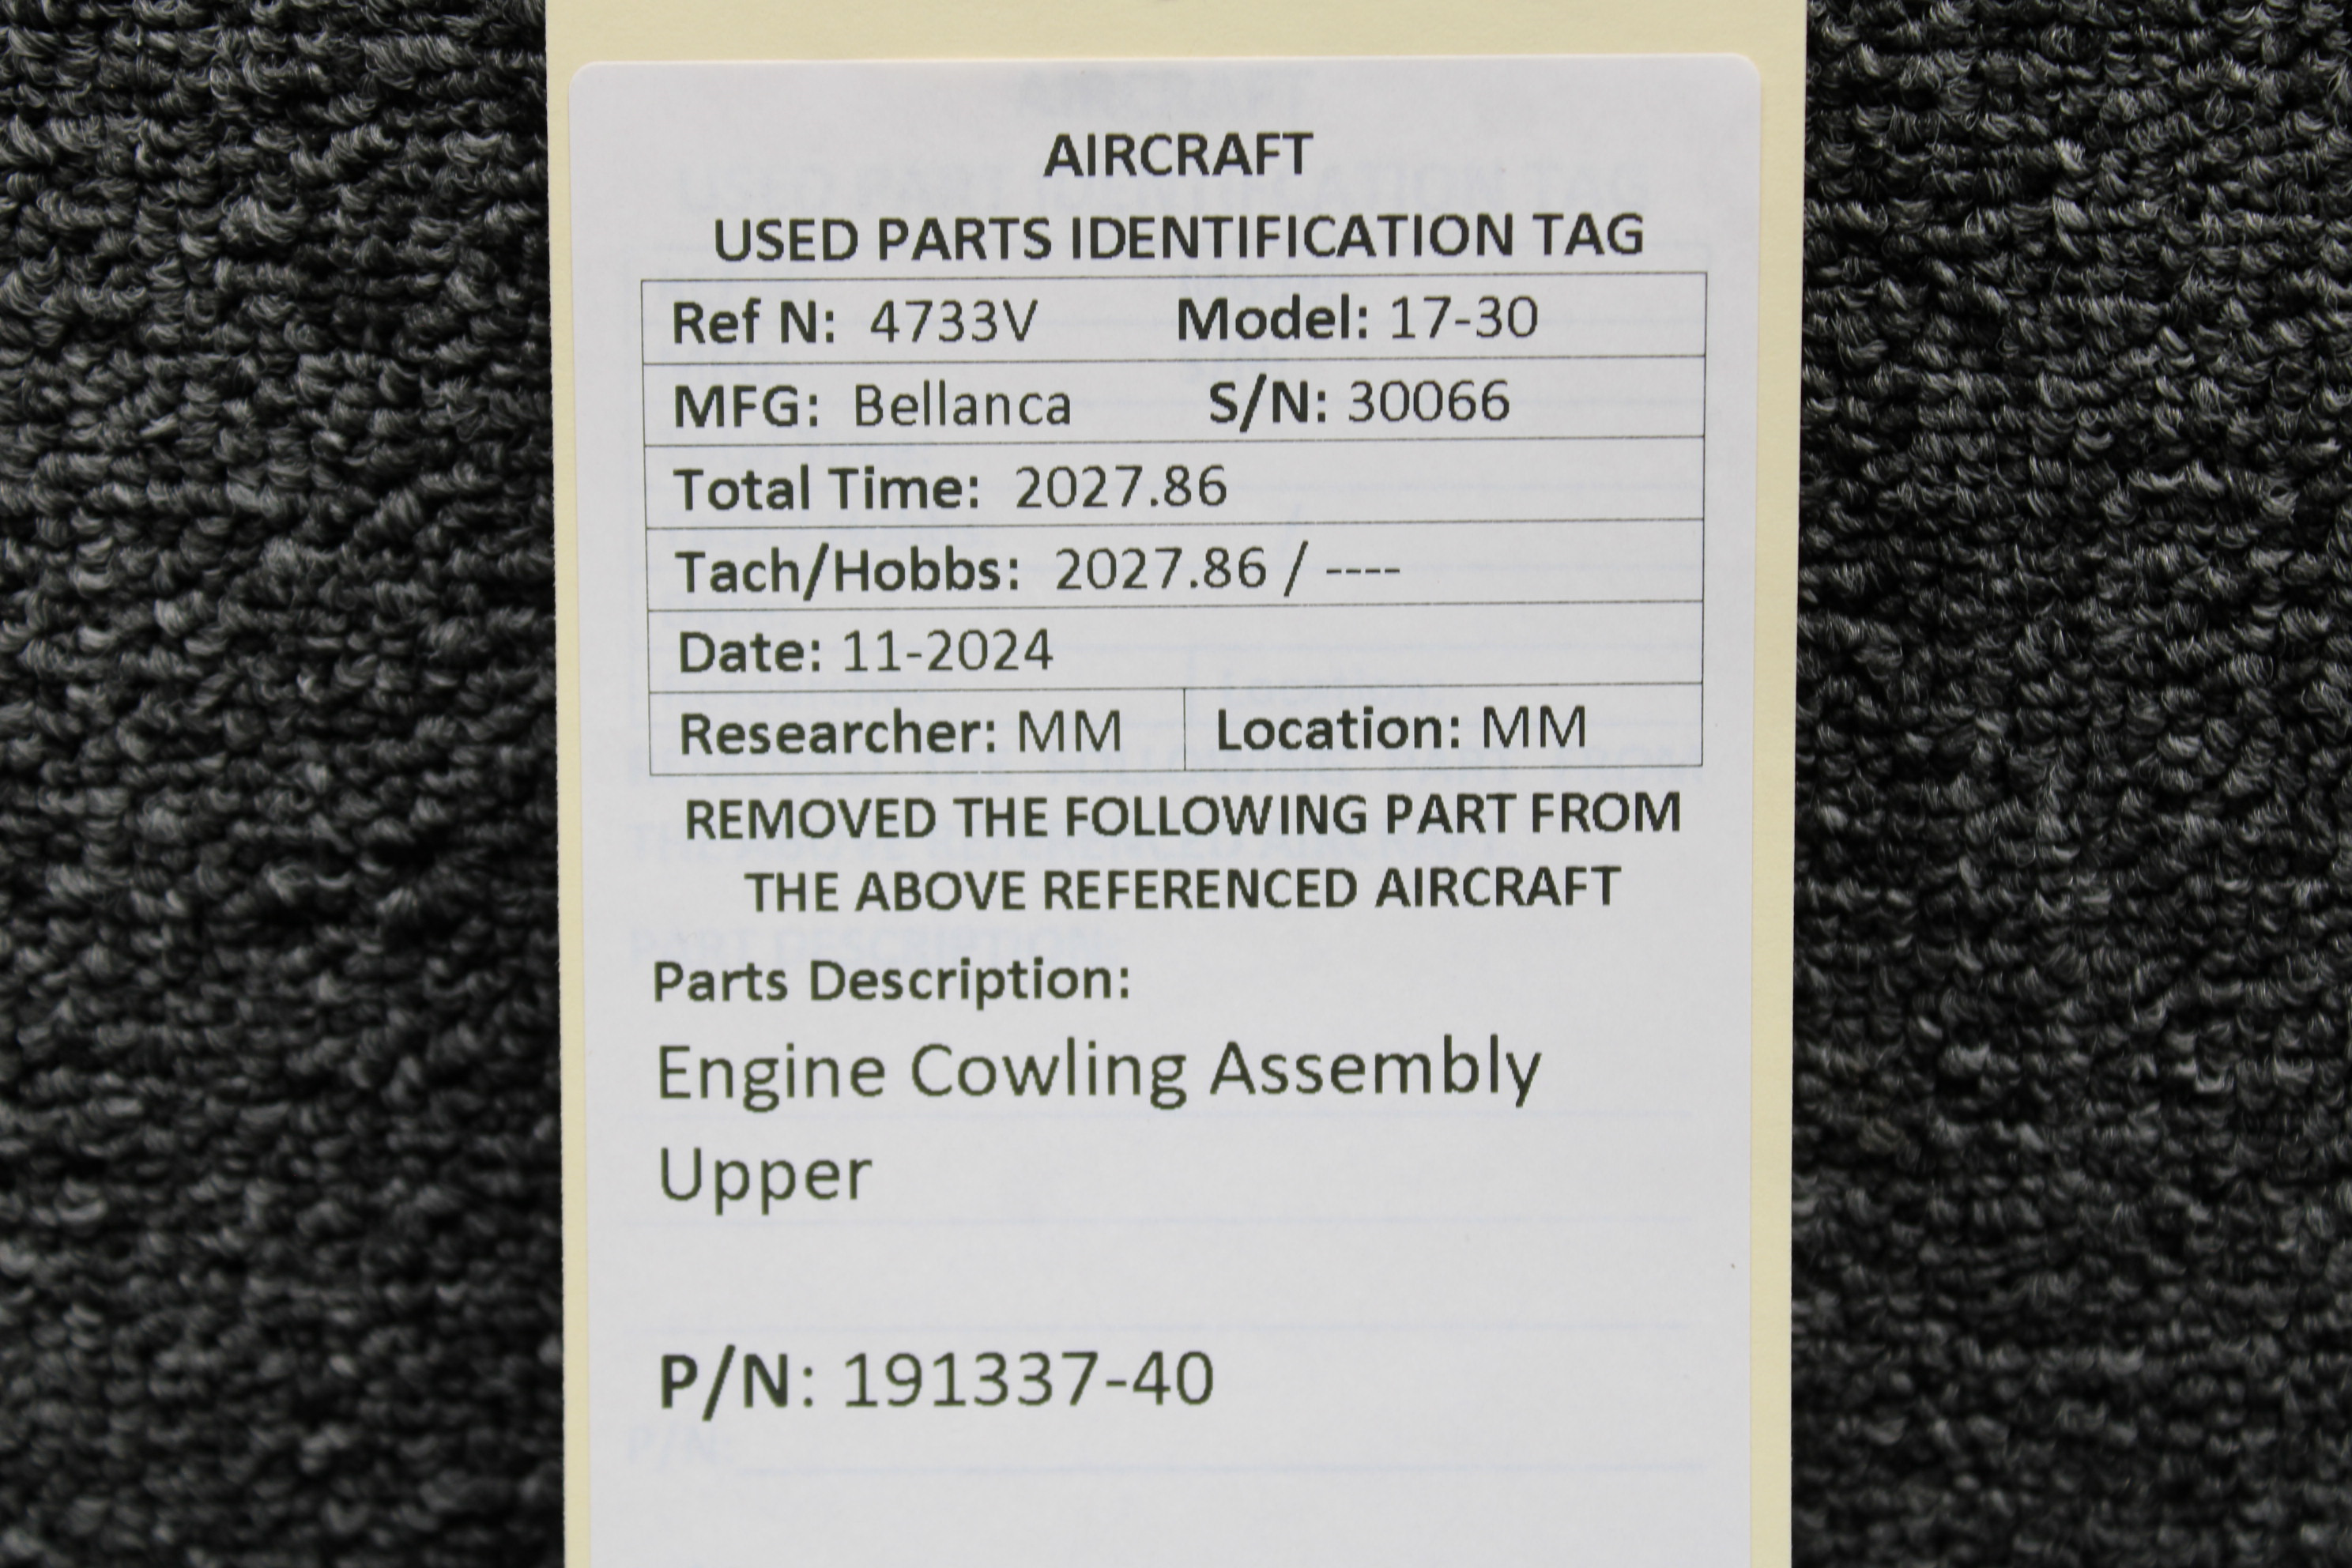 AIRCRAFT
USED PARTS IDENTIFICATION TAG
Ref N: 4733V Model: 17-30
MFG: Bellanca S/N: 30066
Total Time: 2027.86
Tach/Hobbs: 2027.86 / ----
Date: 11-2024
Researcher: MM Location: MM
REMOVED THE FOLLOWING PART FROM
THE ABOVE REFERENCED AIRCRAFT
Parts Description:
Engine Cowling Assembly
Upper
P/N: 191337-40